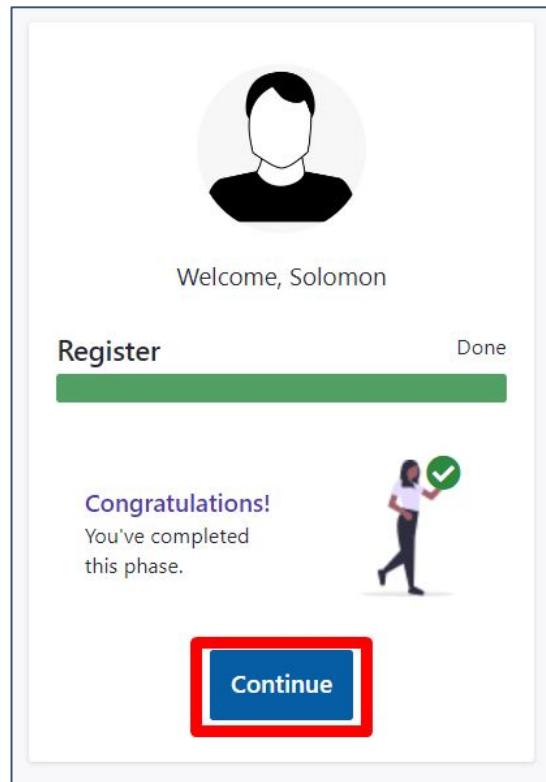 Welcome, Solomon
Register Done
Congratulations!
You've completed
this phase.
Continue